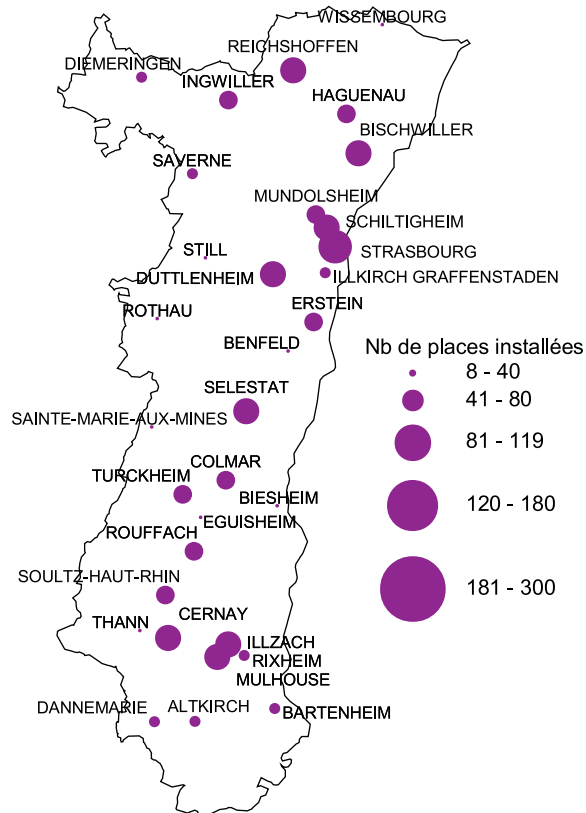 WISSEMBOURG
REICHSHOFFEN
DIEMERINGEN
INGWILLER
HAGUENAU
BISCHWILLER
SAVERNE
MUNDOLSHEIM
SCHILTIGHEIM
STILL
STRASBOURG
DUTTLENHEIM
ILLKIRCH GRAFFENSTADEN
ROTHAU
ERSTEIN
BENFELD
Nb de places installées
8 - 40
SELESTAT
41 - 80
SAINTE-MARIE-AUX-MINES
81 - 119
COLMAR
TURCKHEIM
BIESHEIM
120 - 180
EGUISHEIM
ROUFFACH
SOULTZ-HAUT-RHIN
181 - 300
CERNAY
THANN
ILLZACH
RIXHEIM
MULHOUSE
DANNEMARIE
ALTKIRCH
BARTENHEIM